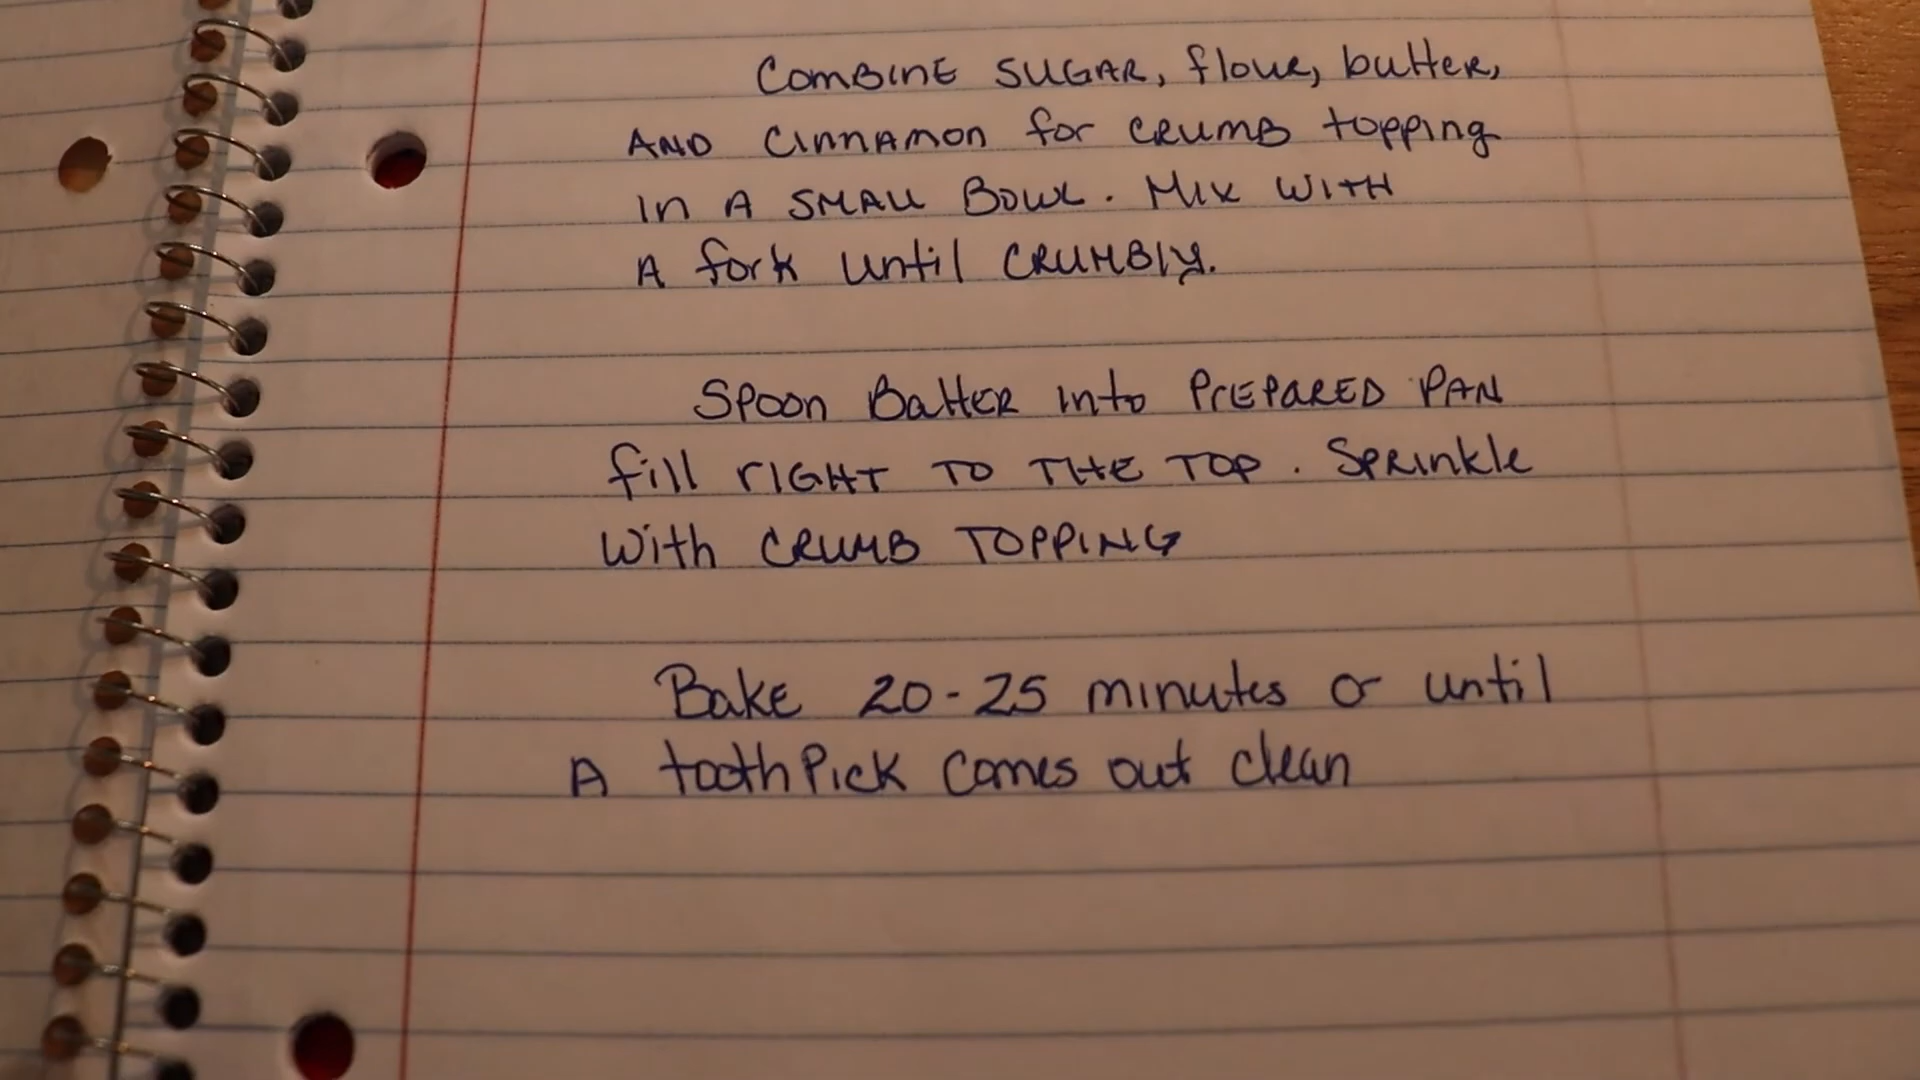 Combine SUGAR, flour, butter,
AND Cinnamon for CRUMB topping
in A SMALL Bowl. Mix WITH
A fork until CRUMBly.
Spoon Batter into PREPARED PAN
fill RIGHT TO THE TOP. Sprinkle
With CRUMB TOPPING
Bake 20-25 minutes or until
A toothPick comes out clean